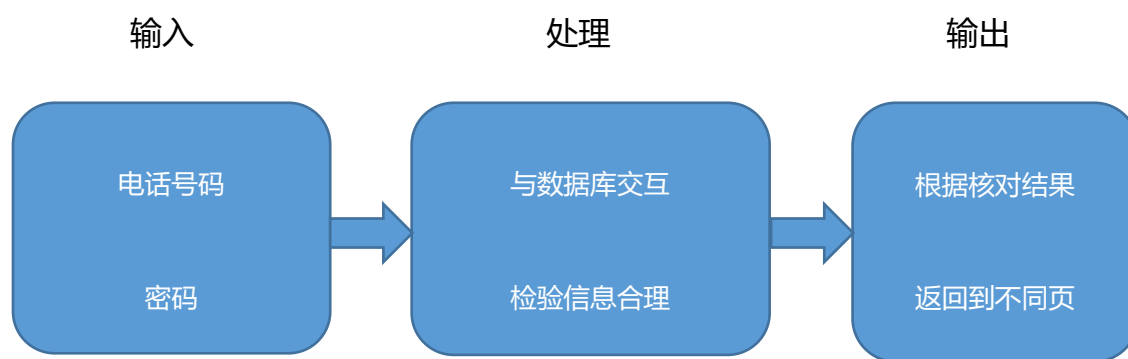 输入
处理
输出
电话号码
密码
与数据库交互
检验信息合理
根据核对结果
返回到不同页